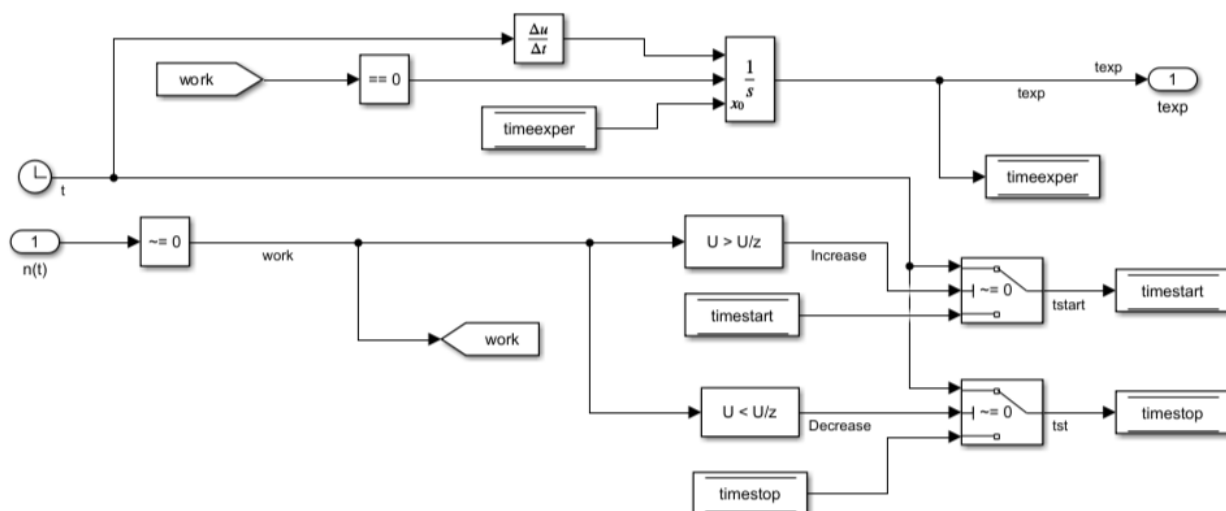 Δu
Δt
work
== 0
1
s
x₀
timeexper
texp
texp
1
texp
timeexper
t
1
n(t)
~= 0
work
work
U > U/z
Increase
timestart
~= 0
tstart
timestart
U < U/z
Decrease
timestop
~= 0
tst
timestop